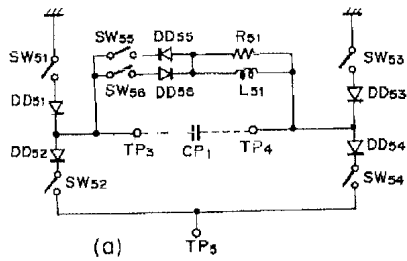 SW55 DD55 R51
SW51 SW53
SW56 DD56 L51
DD51 DD53
TP3 CP1 TP4
DD52 DD54
SW52 SW54
(a) TP5